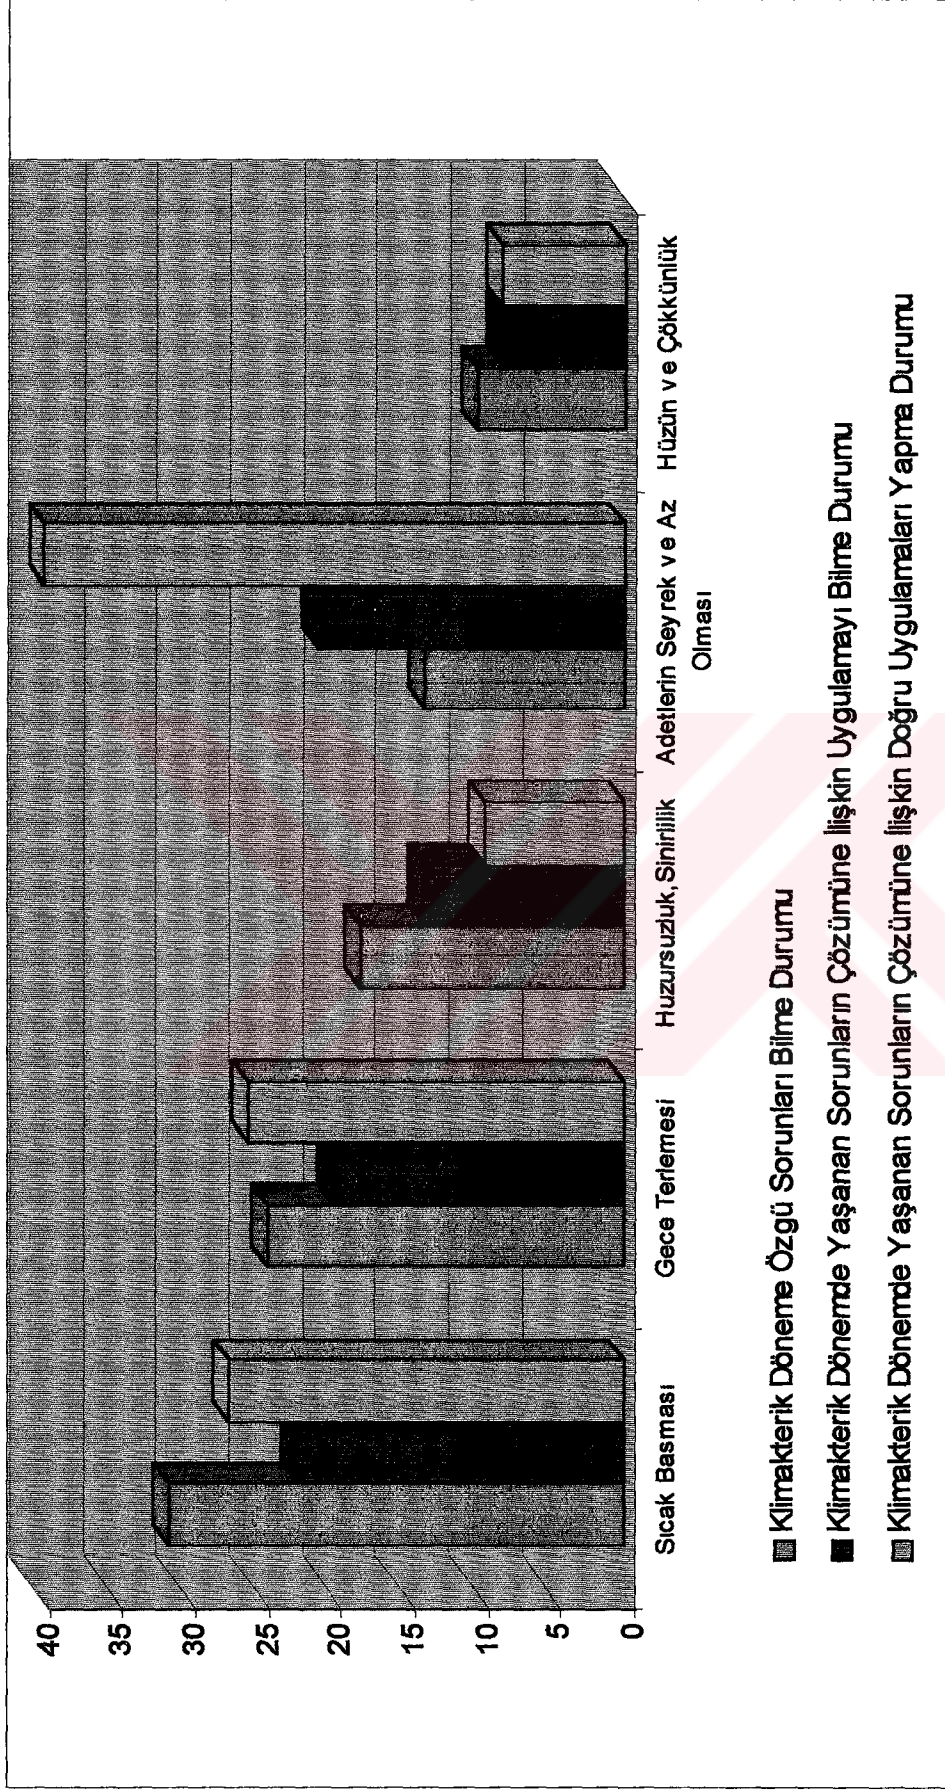 40
35
30
25
20
15
10
5
0
Sıcak Basması
Gece Terlemesi
Huzursuzluk,Sinirlilik
Adetlerin Seyrek ve Az
Olması
Hüzün ve Çökkünlük
Klimakterik Döneme Özgü Sorunları Bilme Durumu
Klimakterik Dönemde Yaşanan Sorunların Çözümüne İlişkin Uygulamayı Bilme Durumu
Klimakterik Dönemde Yaşanan Sorunların Çözümüne İlişkin Doğru Uygulamaları Yapma Durumu